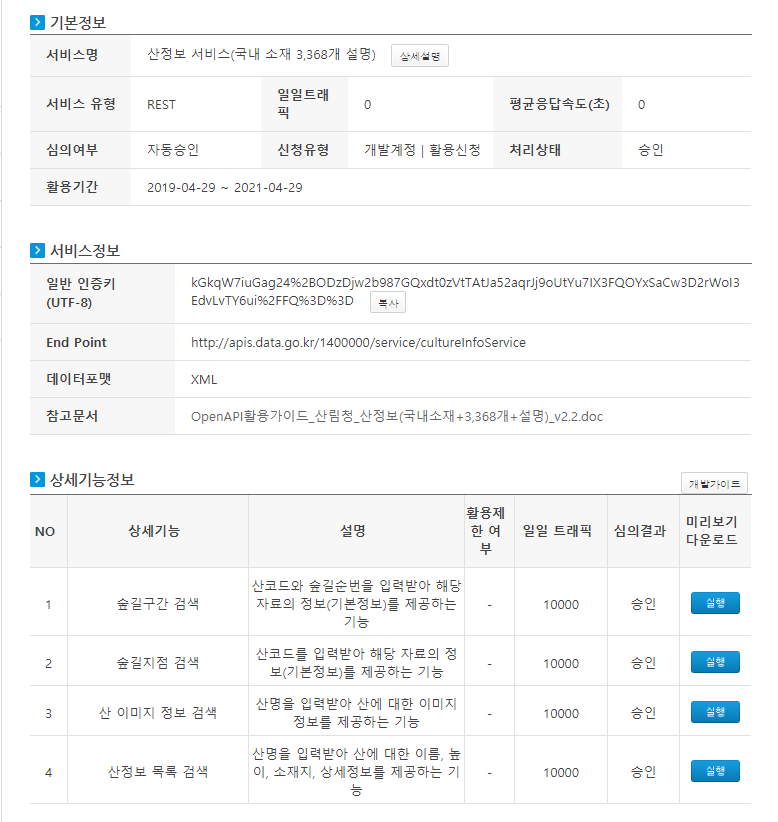 기본정보
서비스명 산정보 서비스(국내 소재 3,368개 설명) 상세설명
서비스 유형 REST 일일트래픽 0 평균응답속도(초) 0
심의여부 자동승인 신청유형 개발계정 | 활용신청 처리상태 승인
활용기간 2019-04-29 ~ 2021-04-29
서비스정보
일반 인증키
(UTF-8)
kGkqW7iuGag24%2BODzDjw2b987GQxdt0zVtTAtJa52aqrJj9oUtYu7IX3FQOYxSaCw3D2rWoI3
EdvLvTY6ui%2FFQ%3D%3D 복사
End Point http://apis.data.go.kr/1400000/service/cultureInfoService
데이터포맷 XML
참고문서 OpenAPI활용가이드_산림청_산정보(국내소재+3,368개+설명)_v2.2.doc
상세기능정보 개발가이드
NO 상세기능 설명 활용제한 여부 일일 트래픽 심의결과 미리보기 다운로드
1 숲길구간 검색 산코드와 숲길순번을 입력받아 해당 자료의 정보(기본정보)를 제공하는 기능 - 10000 승인 실행
2 숲길지점 검색 산코드를 입력받아 해당 자료의 정보(기본정보)를 제공하는 기능 - 10000 승인 실행
3 산 이미지 정보 검색 산명을 입력받아 산에 대한 이미지 정보를 제공하는 기능 - 10000 승인 실행
4 산정보 목록 검색 산명을 입력받아 산에 대한 이름, 높이, 소재지, 상세정보를 제공하는 기능 - 10000 승인 실행